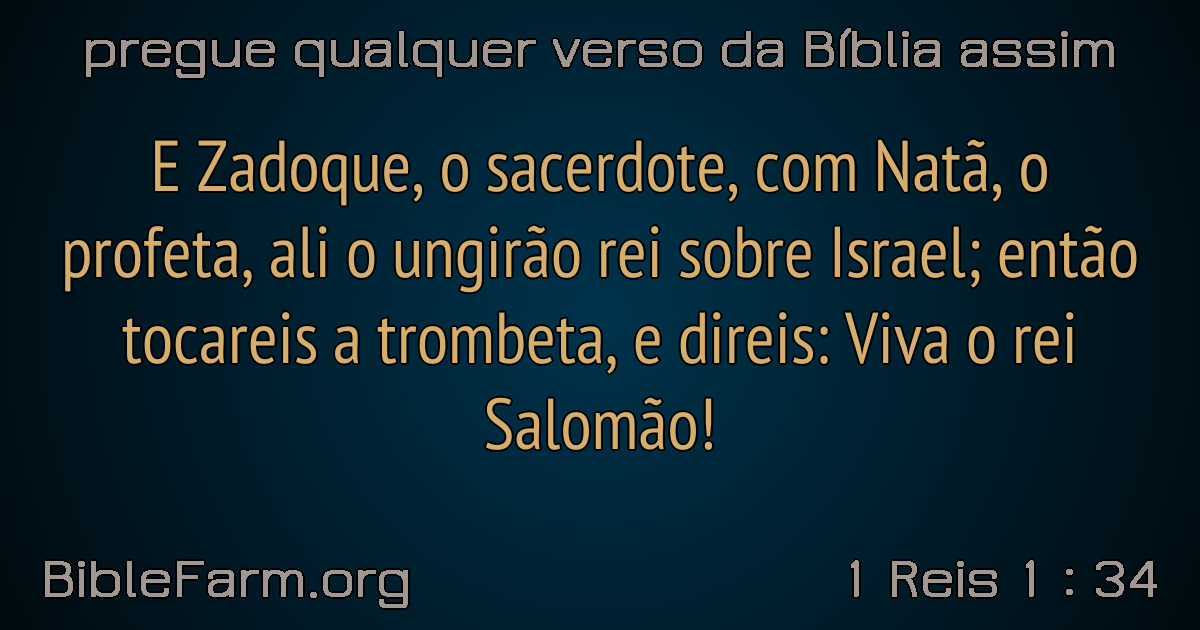 pregue qualquer verso da Bíblia assim
E Zadoque, o sacerdote, com Natã, o
profeta, ali o ungirão rei sobre Israel; então
tocareis a trombeta, e direis: Viva o rei
Salomão!
BibleFarm.org
1 Reis 1 : 34